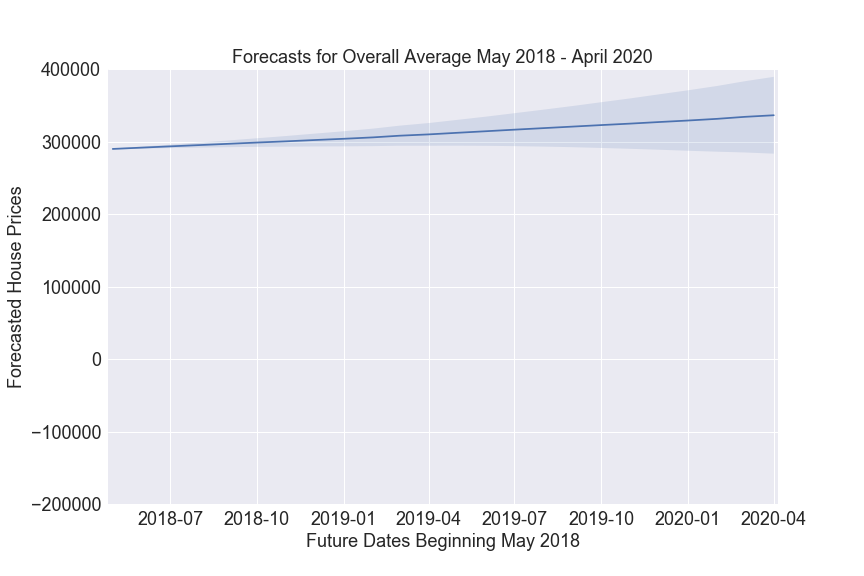 Forecasts for Overall Average May 2018 - April 2020
400000
300000
200000
100000
0
−100000
−200000
Forecasted House Prices
2018-07 2018-10 2019-01 2019-04 2019-07 2019-10 2020-01 2020-04
Future Dates Beginning May 2018